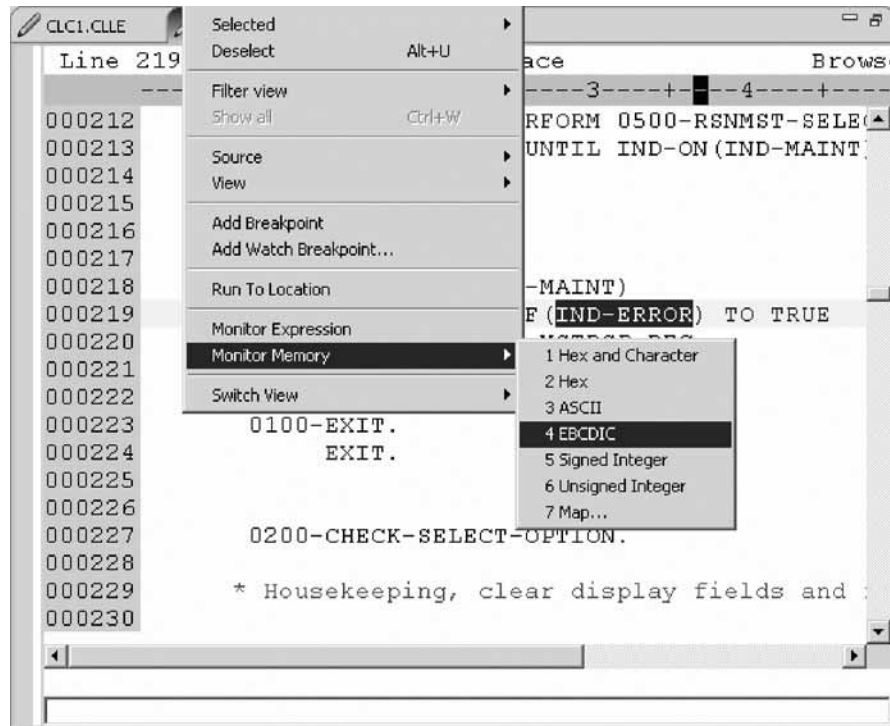 CLC1.CLLE
Line 219
ace
Brows
----3----+----4----+----
Selected
Deselect Alt+U
Filter view
Show all Ctrl+W
Source
View
Add Breakpoint
Add Watch Breakpoint...
Run To Location
Monitor Expression
Monitor Memory
Switch View
1 Hex and Character
2 Hex
3 ASCII
4 EBCDIC
5 Signed Integer
6 Unsigned Integer
7 Map...
000212 RFORM 0500-RSNMST-SELE
000213 UNTIL IND-ON(IND-MAINT)
000214
000215
000216
000217
000218 -MAINT)
000219 F(IND-ERROR) TO TRUE
000220
000221
000222
000223 0100-EXIT.
000224 EXIT.
000225
000226
000227 0200-CHECK-SELECT-OPTION.
000228
000229 * Housekeeping, clear display fields and
000230